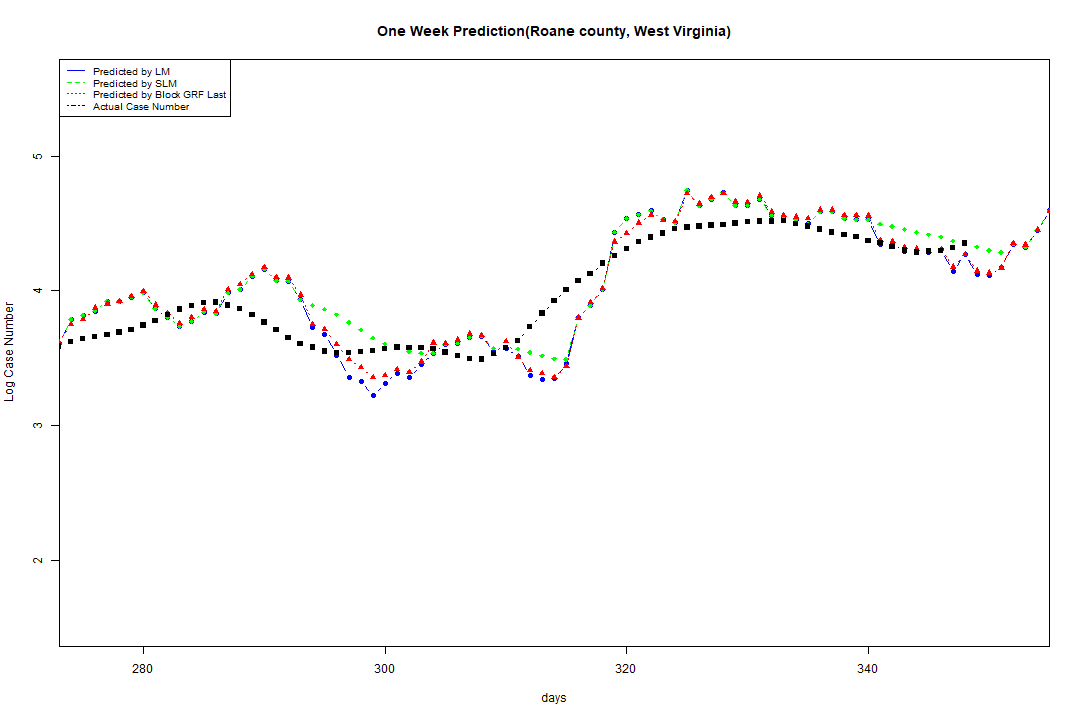 One Week Prediction(Roane county, West Virginia)
Predicted by LM
Predicted by SLM
Predicted by Block GRF Last
Actual Case Number
5
4
3
2
Log Case Number
280 300 320 340
days